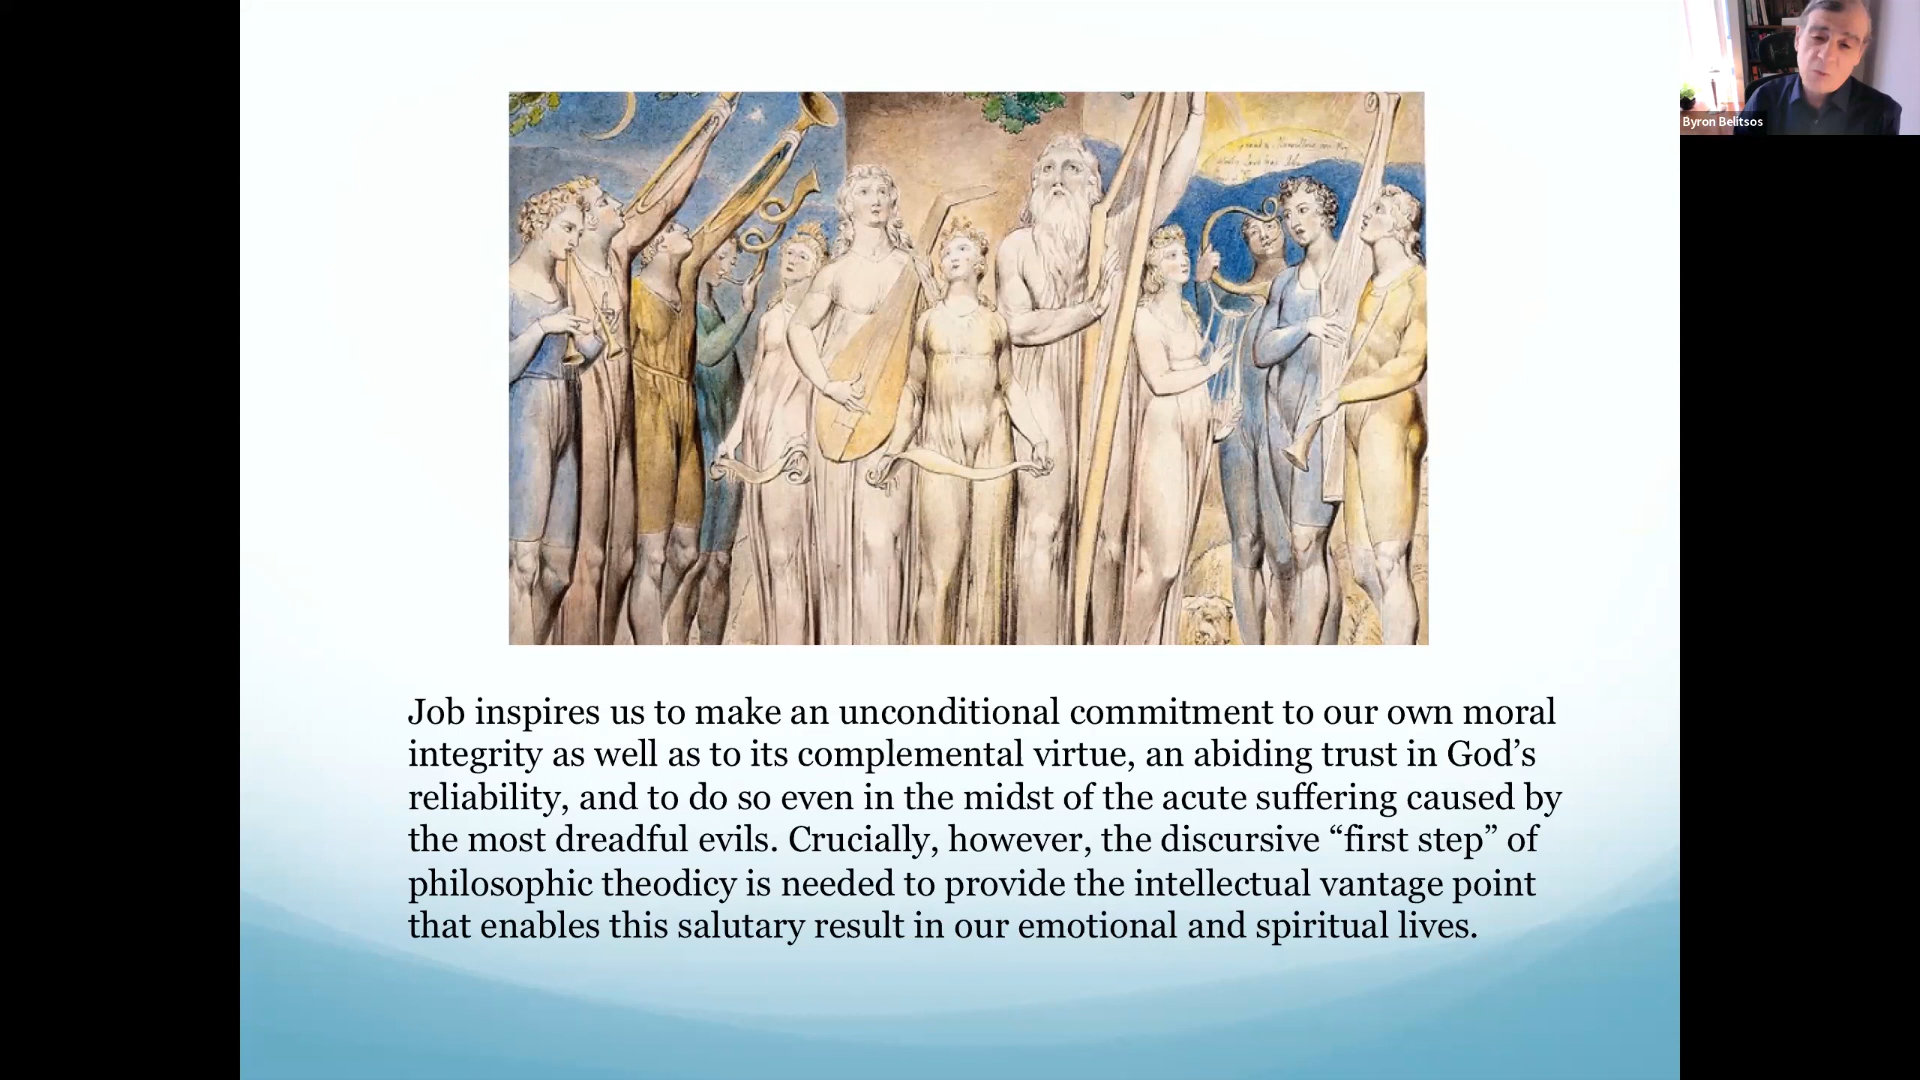 Byron Belitsos
Job inspires us to make an unconditional commitment to our own moral
integrity as well as to its complemental virtue, an abiding trust in God’s
reliability, and to do so even in the midst of the acute suffering caused by
the most dreadful evils. Crucially, however, the discursive “first step” of
philosophic theodicy is needed to provide the intellectual vantage point
that enables this salutary result in our emotional and spiritual lives.